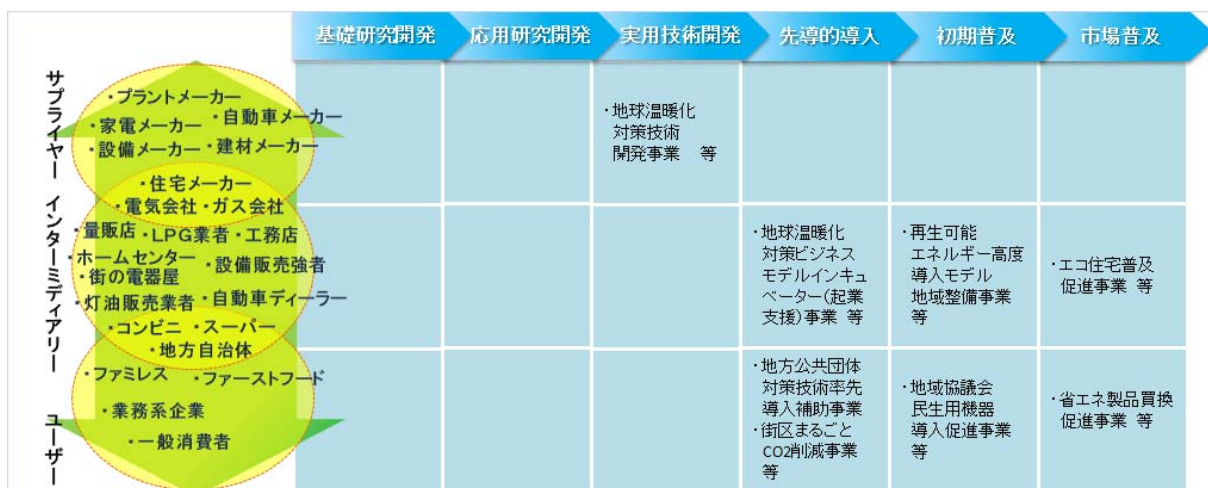 基礎研究開発
応用研究開発
実用技術開発
先導的導入
初期普及
市場普及
サプライヤー
・プラントメーカー
・自動車メーカー
・家電メーカー
・設備メーカー ・建材メーカー
・住宅メーカー
・電気会社・ガス会社
インターミディアリー
・量販店 ・LPG業者 ・工務店
・ホームセンター
・設備販売強者
・街の電器屋
・灯油販売業者 ・自動車ディーラー
・コンビニ ・スーパー
・地方自治体
ユーザー
・ファミレス ・ファーストフード
・業務系企業
・一般消費者
・地球温暖化
対策技術
開発事業 等
・地球温暖化
対策ビジネス
モデルインキュ
ベーター(起業
支援)事業 等
・再生可能
エネルギー高度
導入モデル
地域整備事業
等
・エコ住宅普及
促進事業 等
・地方公共団体
対策技術率先
導入補助事業
・街区まるごと
CO2削減事業
等
・地域協議会
民生用機器
導入促進事業
等
・省エネ製品買換
促進事業 等